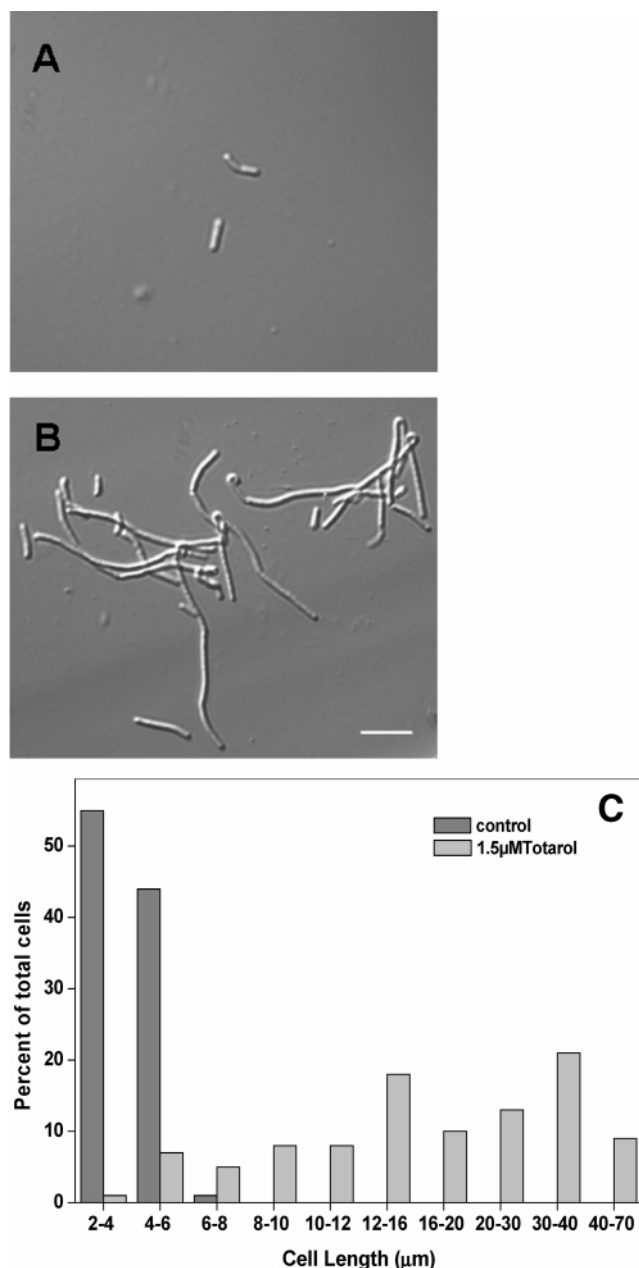 A
B
C
control
1.5µMTotarol
50
40
30
20
10
0
Percent of total cells
2-4 4-6 6-8 8-10 10-12 12-16 16-20 20-30 30-40 40-70
Cell Length (µm)